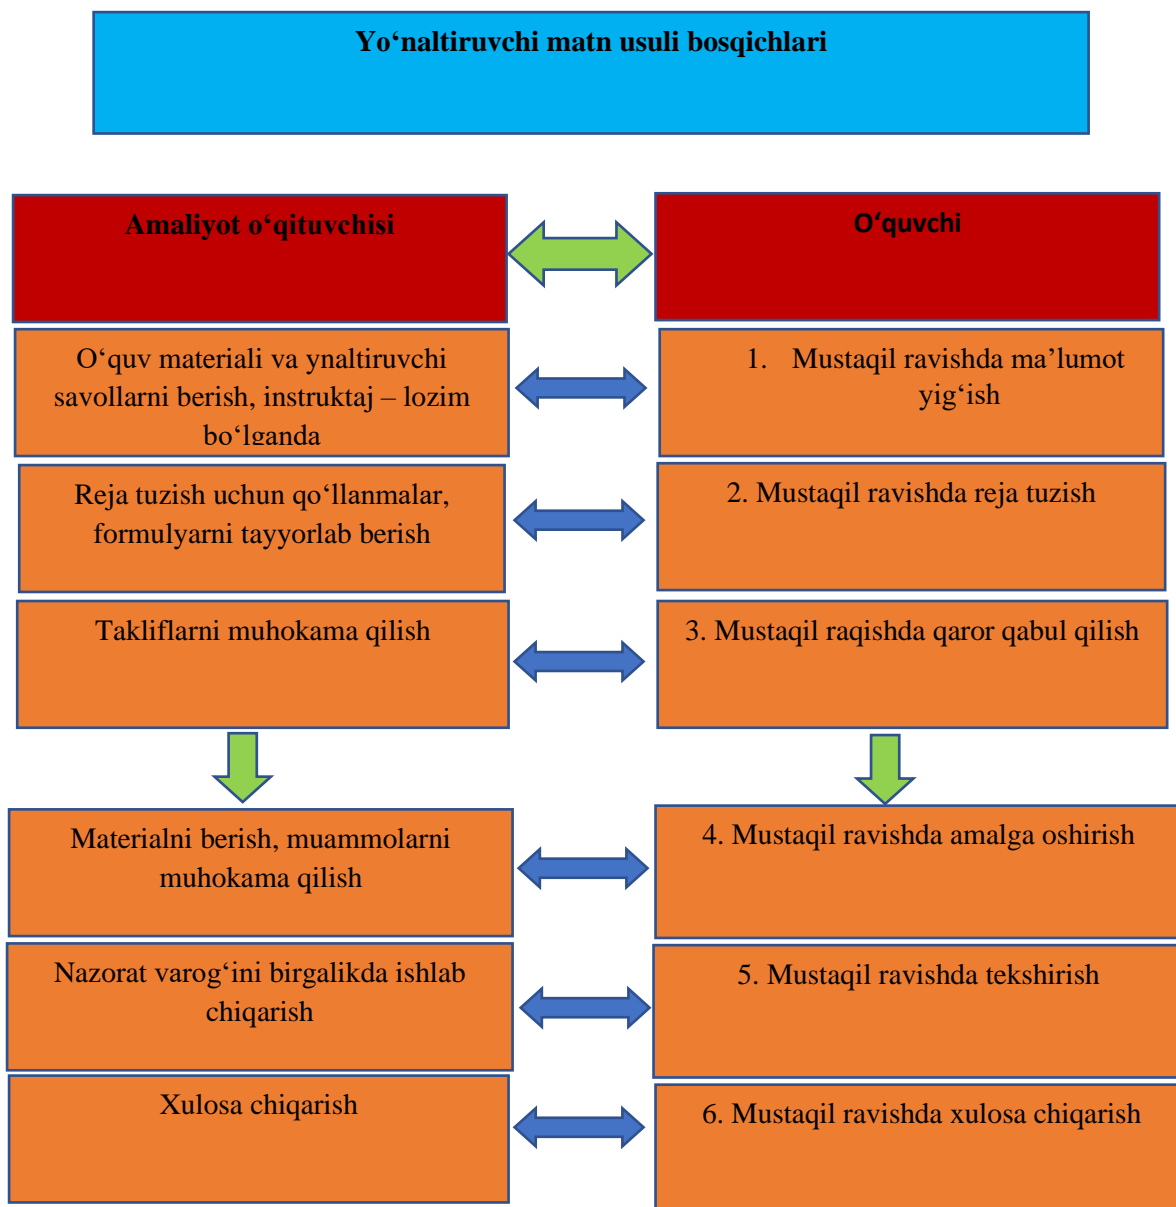 Yo‘naltiruvchi matn usuli bosqichlari
Amaliyot o‘qituvchisi
O‘quvchi
O‘quv materiali va ynaltiruvchi
savollarni berish, instruktaj – lozim
bo‘lganda
1. Mustaqil ravishda ma’lumot
yig‘ish
Reja tuzish uchun qo‘llanmalar,
formulyarni tayyorlab berish
2. Mustaqil ravishda reja tuzish
Takliflarni muhokama qilish
3. Mustaqil raqishda qaror qabul qilish
Materialni berish, muammolarni
muhokama qilish
4. Mustaqil ravishda amalga oshirish
Nazorat varog‘ini birgalikda ishlab
chiqarish
5. Mustaqil ravishda tekshirish
Xulosa chiqarish
6. Mustaqil ravishda xulosa chiqarish